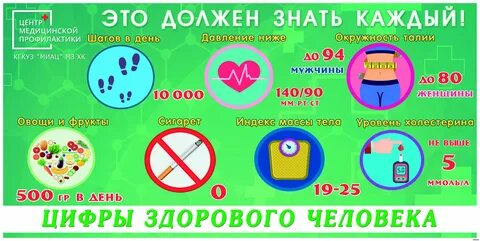 ЦЕНТР
МЕДИЦИНСКОЙ
ПРОФИЛАКТИКИ
КГКУЗ "МИАЦ" МЗ ХК
ЭТО ДОЛЖЕН ЗНАТЬ КАЖДЫЙ!
Шагов в день
10 000
Давление ниже
140/90
ММ РТ СТ
Окружность талии
ДО 94
МУЖЧИНЫ
ДО 80
ЖЕНЩИНЫ
Овощи и фрукты
500 ГР В ДЕНЬ
Сигарет
0
Индекс массы тела
19-25
Уровень холестерина
НЕ ВЫШЕ
5
ММОЛЬ/Л
ЦИФРЫ ЗДОРОВОГО ЧЕЛОВЕКА